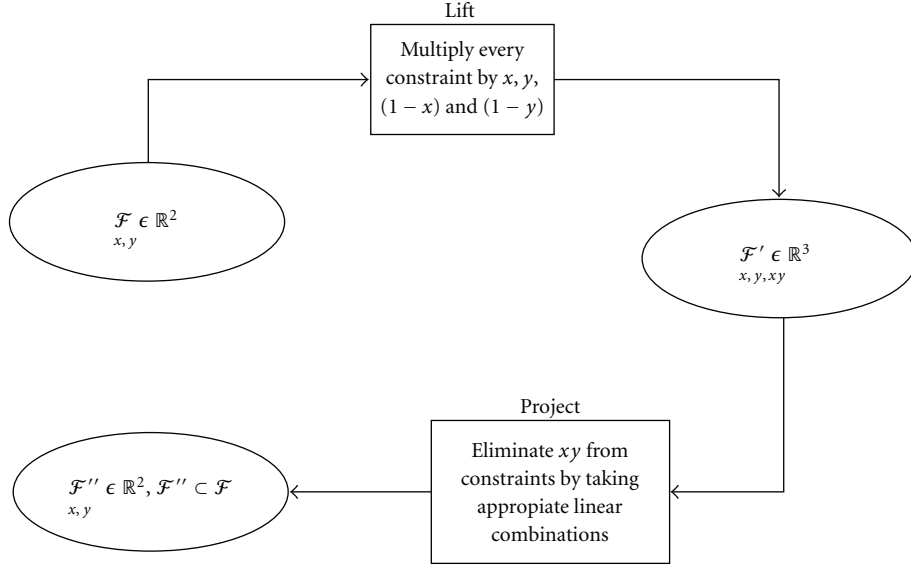 Lift
Multiply every
constraint by x, y,
(1 − x) and (1 − y)
ℱ ϵ ℝ²
x, y
ℱ′ ϵ ℝ³
x, y, xy
Project
Eliminate xy from
constraints by taking
appropiate linear
combinations
ℱ′′ ϵ ℝ², ℱ′′ ⊂ ℱ
x, y